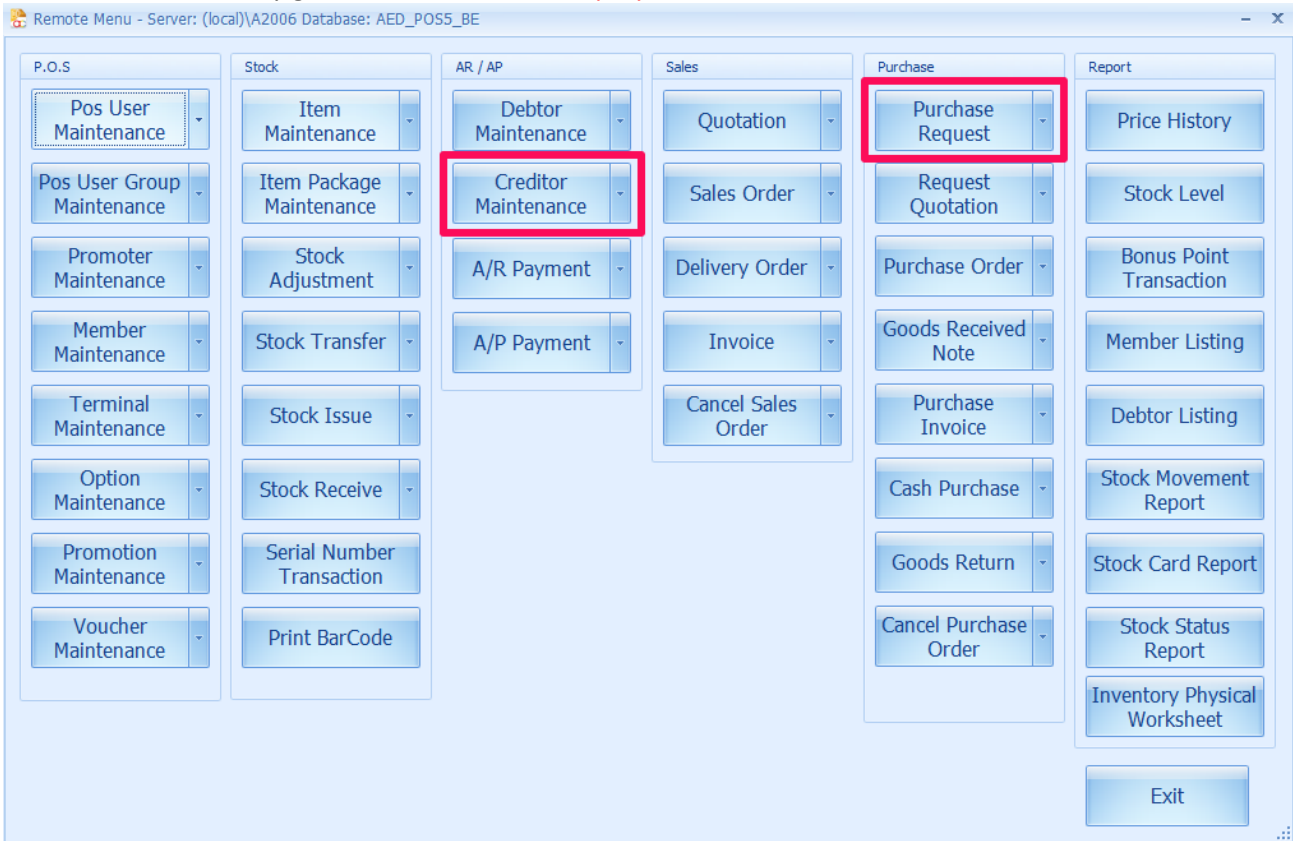 Remote Menu - Server: (local)\A2006 Database: AED_POS5_BE
P.O.S
Pos User
Maintenance
Pos User Group
Maintenance
Promoter
Maintenance
Member
Maintenance
Terminal
Maintenance
Option
Maintenance
Promotion
Maintenance
Voucher
Maintenance
Stock
Item
Maintenance
Item Package
Maintenance
Stock
Adjustment
Stock Transfer
Stock Issue
Stock Receive
Serial Number
Transaction
Print BarCode
AR / AP
Debtor
Maintenance
Creditor
Maintenance
A/R Payment
A/P Payment
Sales
Quotation
Sales Order
Delivery Order
Invoice
Cancel Sales
Order
Purchase
Purchase
Request
Request
Quotation
Purchase Order
Goods Received
Note
Purchase
Invoice
Cash Purchase
Goods Return
Cancel Purchase
Order
Report
Price History
Stock Level
Bonus Point
Transaction
Member Listing
Debtor Listing
Stock Movement
Report
Stock Card Report
Stock Status
Report
Inventory Physical
Worksheet
Exit